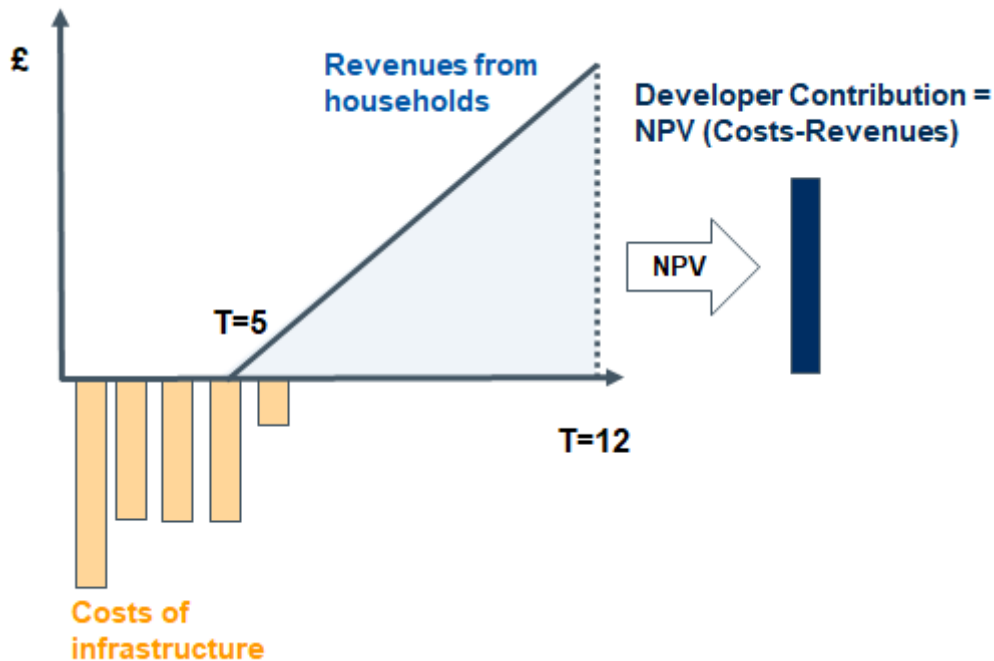 £
Revenues from
households
Developer Contribution =
NPV (Costs-Revenues)
NPV
T=5
T=12
Costs of
infrastructure